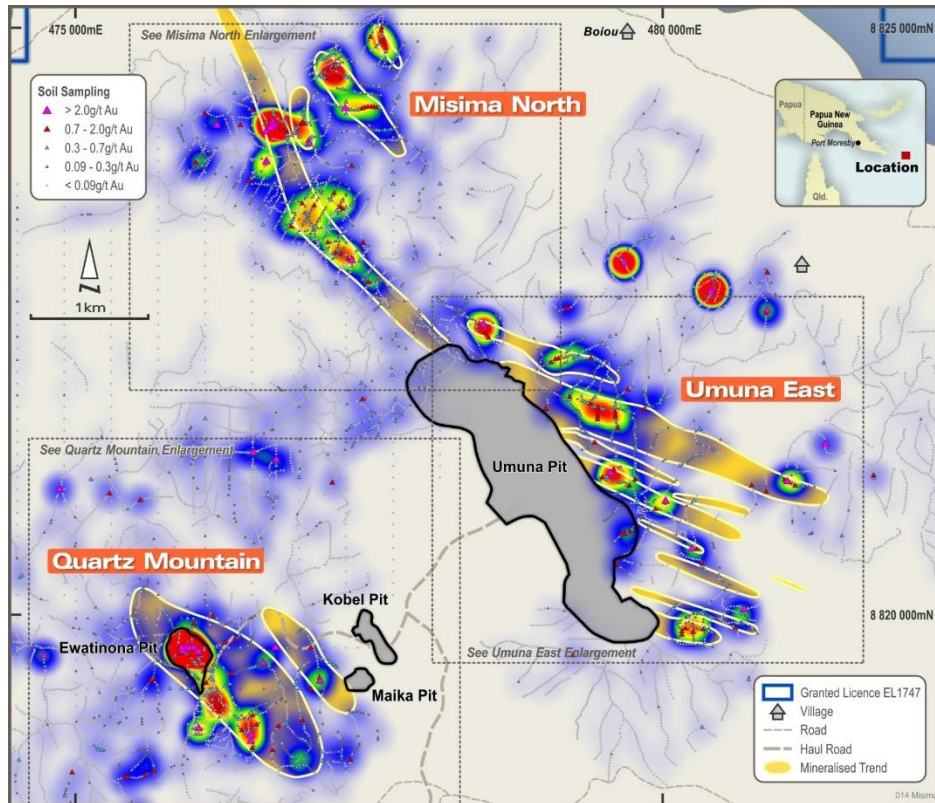 475 000mE
See Misima North Enlargement
Boiou
480 000mE
8 825 000mN
Soil Sampling
> 2.0g/t Au
0.7 - 2.0g/t Au
0.3 - 0.7g/t Au
0.09 - 0.3g/t Au
< 0.09g/t Au
Misima North
Papua
Papua New
Guinea
Port Moresby
Location
Qld.
N
1km
Umuna East
See Quartz Mountain Enlargement
Umuna Pit
Quartz Mountain
Kobel Pit
8 820 000mN
Ewatinona Pit
See Umuna East Enlargement
Maika Pit
Granted Licence EL1747
Village
Road
Haul Road
Mineralised Trend
014 Misima